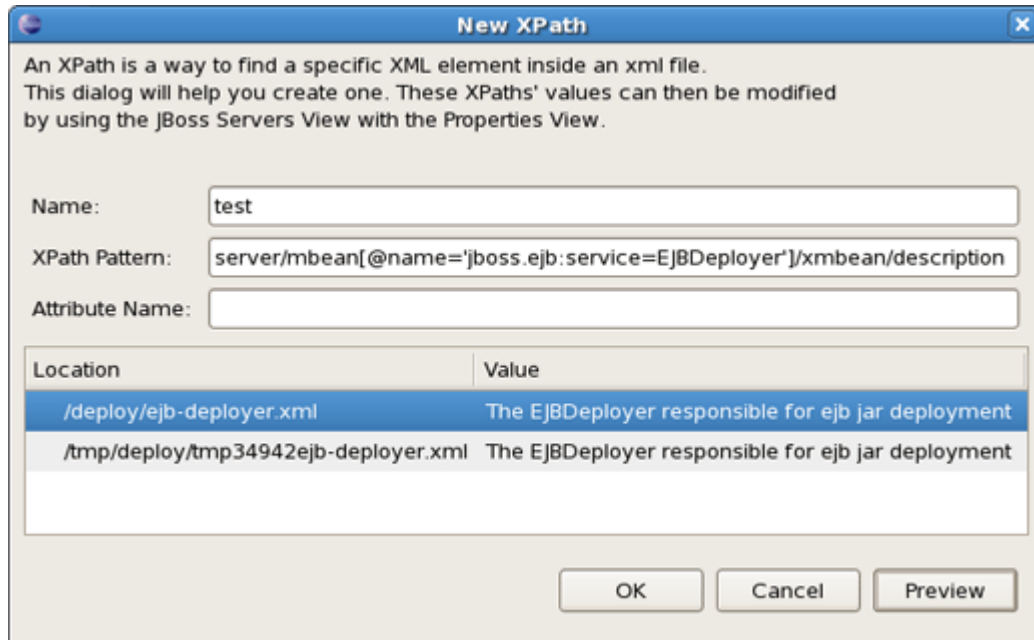 New XPath
An XPath is a way to find a specific XML element inside an xml file.
This dialog will help you create one. These XPaths' values can then be modified
by using the JBoss Servers View with the Properties View.
Name: test
XPath Pattern: server/mbean[@name='jboss.ejb:service=EJBDeployer']/xmbean/description
Attribute Name:
Location Value
/deploy/ejb-deployer.xml The EJBDeployer responsible for ejb jar deployment
/tmp/deploy/tmp34942ejb-deployer.xml The EJBDeployer responsible for ejb jar deployment
OK Cancel Preview